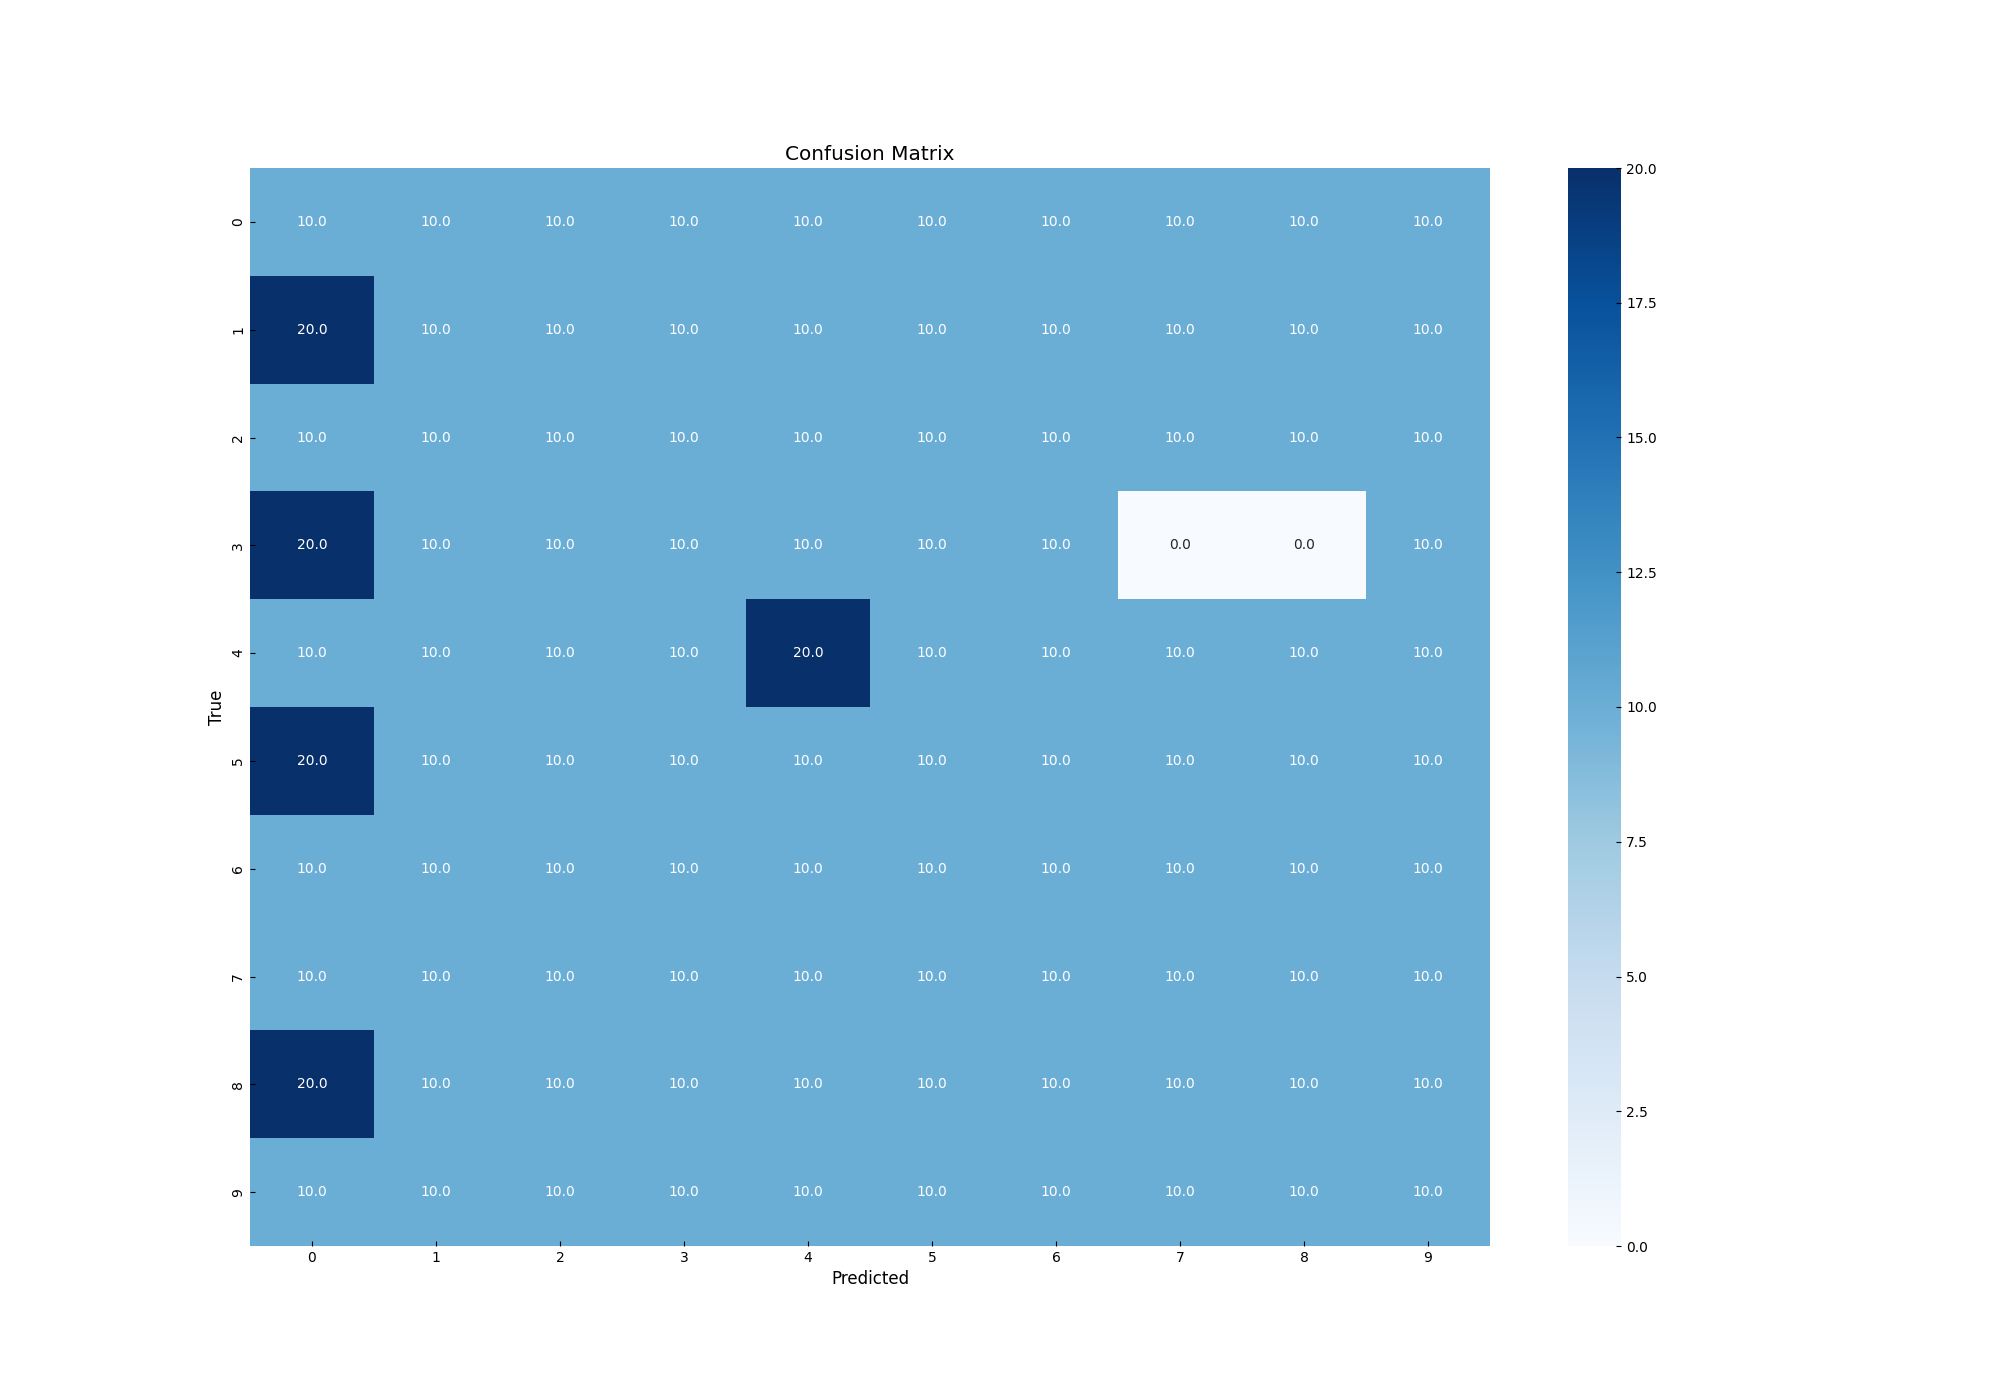 Confusion Matrix
0 10.0 10.0 10.0 10.0 10.0 10.0 10.0 10.0 10.0 10.0
1 20.0 10.0 10.0 10.0 10.0 10.0 10.0 10.0 10.0 10.0
2 10.0 10.0 10.0 10.0 10.0 10.0 10.0 10.0 10.0 10.0
3 20.0 10.0 10.0 10.0 10.0 10.0 10.0 0.0 0.0 10.0
4 10.0 10.0 10.0 10.0 20.0 10.0 10.0 10.0 10.0 10.0
5 20.0 10.0 10.0 10.0 10.0 10.0 10.0 10.0 10.0 10.0
6 10.0 10.0 10.0 10.0 10.0 10.0 10.0 10.0 10.0 10.0
7 10.0 10.0 10.0 10.0 10.0 10.0 10.0 10.0 10.0 10.0
8 20.0 10.0 10.0 10.0 10.0 10.0 10.0 10.0 10.0 10.0
9 10.0 10.0 10.0 10.0 10.0 10.0 10.0 10.0 10.0 10.0
0 1 2 3 4 5 6 7 8 9
Predicted
True
20.0
17.5
15.0
12.5
10.0
7.5
5.0
2.5
0.0